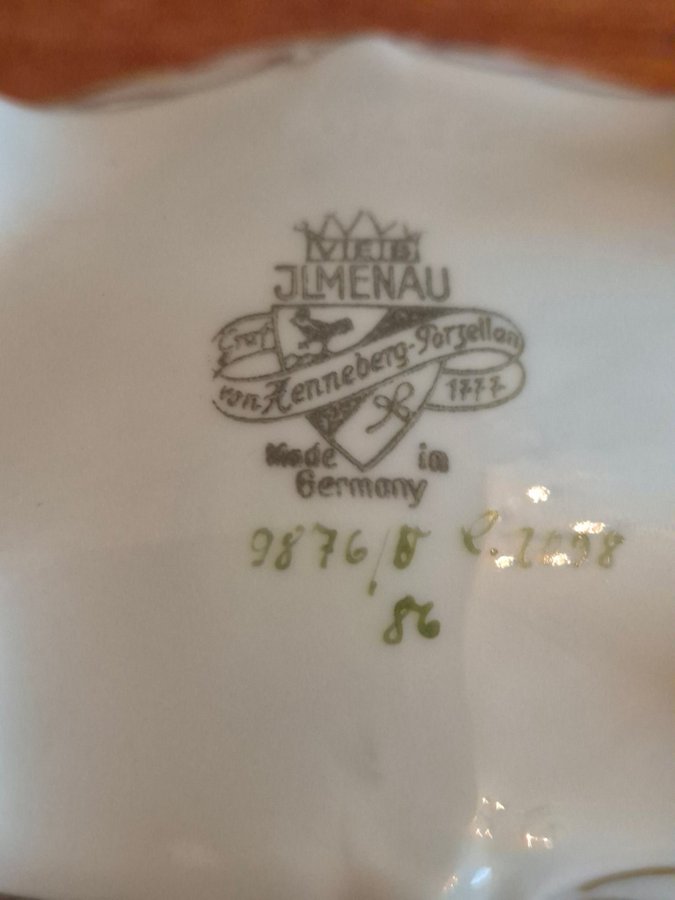 VEB
JLMENAU
Graf
von Henneberg-Porzellan
1777
Made in
Germany
9876/
86